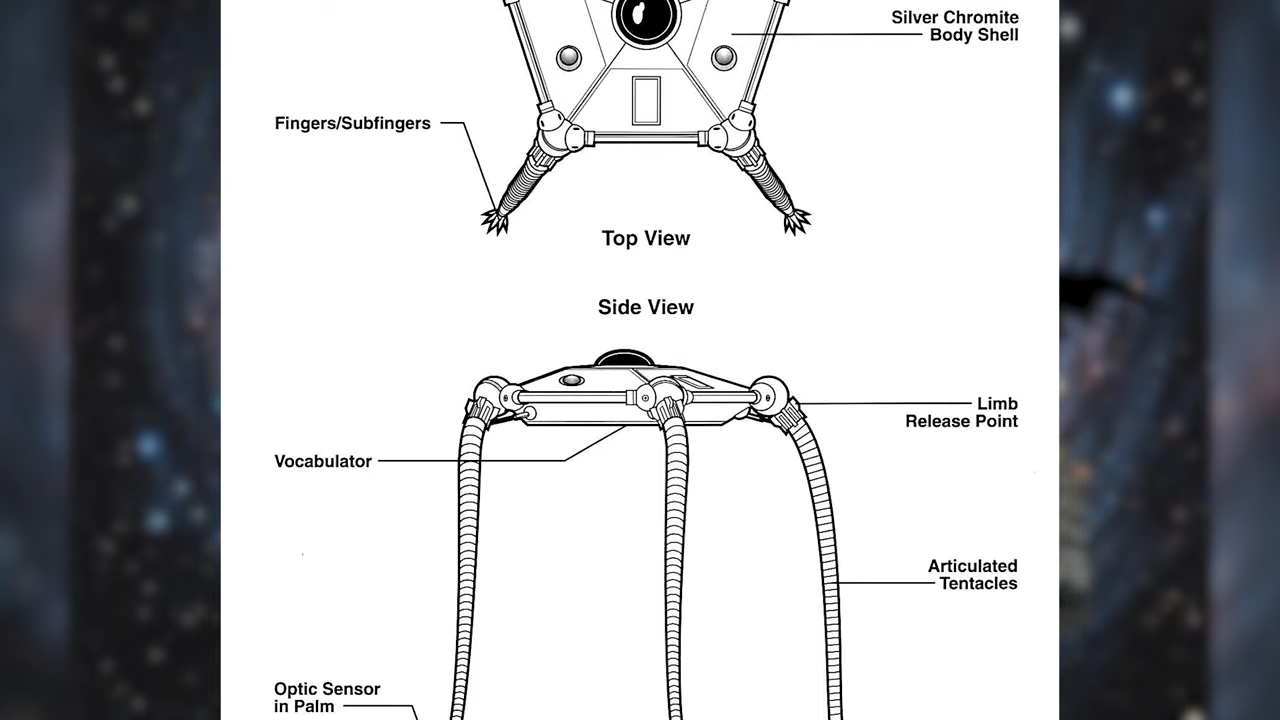 Silver Chromite
Body Shell
Fingers/Subfingers
Top View
Side View
Limb
Release Point
Vocabulator
Articulated
Tentacles
Optic Sensor
in Palm